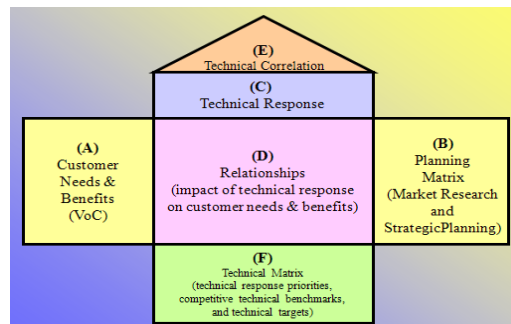 (E)
Technical Correlation
(C)
Technical Response
(A)
Customer
Needs &
Benefits
(VoC)
(D)
Relationships
(impact of technical response
on customer needs & benefits)
(B)
Planning
Matrix
(Market Research
and
StrategicPlanning)
(F)
Technical Matrix
(technical response priorities,
competitive technical benchmarks,
and technical targets)